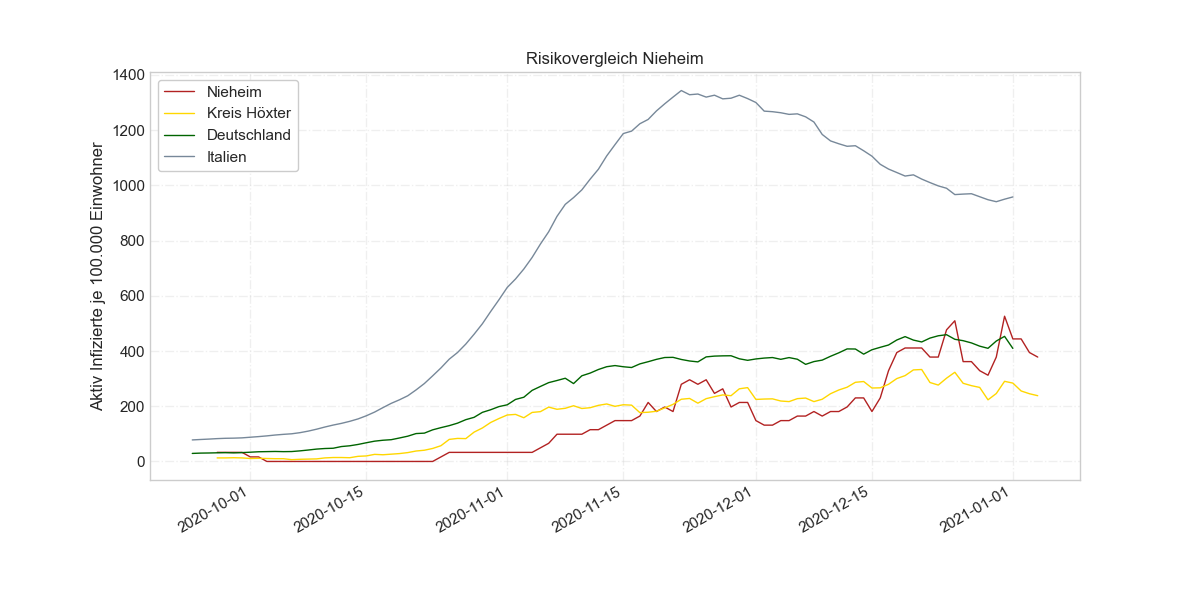 Risikovergleich Nieheim
Aktiv Infizierte je 100.000 Einwohner
1400
1200
1000
800
600
400
200
0
Nieheim
Kreis Höxter
Deutschland
Italien
2020-10-01
2020-10-15
2020-11-01
2020-11-15
2020-12-01
2020-12-15
2021-01-01